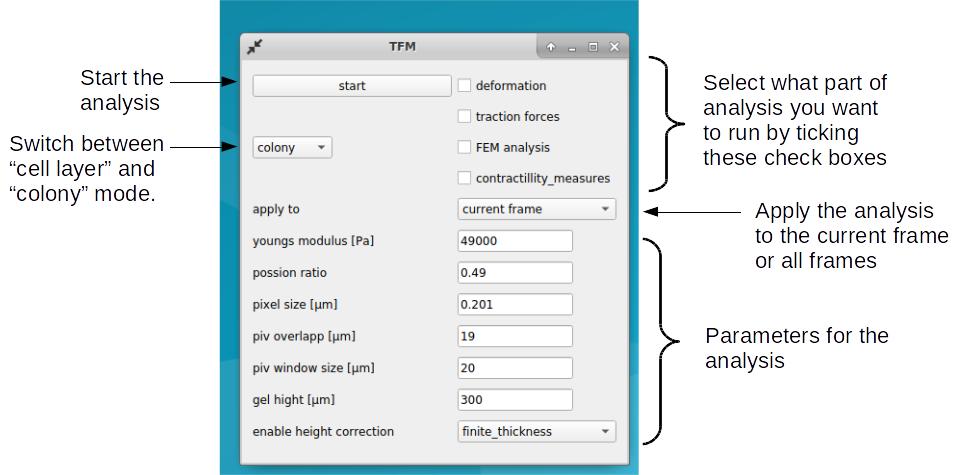 TFM
Start the
analysis
start
deformation
traction forces
Switch between
“cell layer” and
“colony” mode.
colony
FEM analysis
contractillity_measures
Select what part of
analysis you want
to run by ticking
these check boxes
apply to
current frame
Apply the analysis
to the current frame
or all frames
youngs modulus [Pa]
49000
possion ratio
0.49
pixel size [μm]
0.201
piv overlapp [μm]
19
piv window size [μm]
20
gel hight [μm]
300
enable height correction
finite_thickness
Parameters for the
analysis